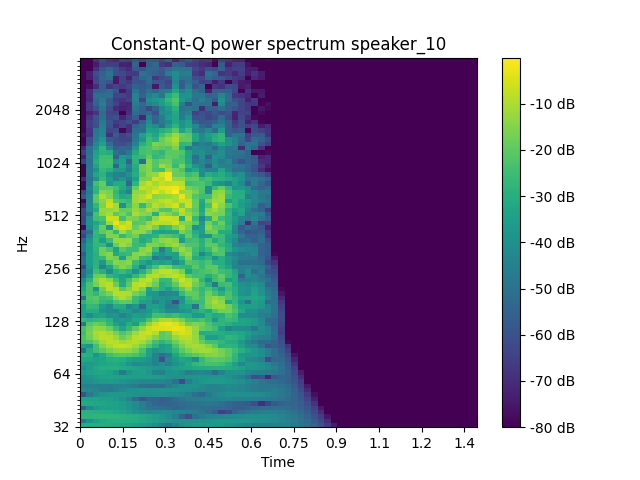 Constant-Q power spectrum speaker_10
Hz
2048
1024
512
256
128
64
32
0 0.15 0.3 0.45 0.6 0.75 0.9 1.1 1.2 1.4
Time
-10 dB
-20 dB
-30 dB
-40 dB
-50 dB
-60 dB
-70 dB
-80 dB